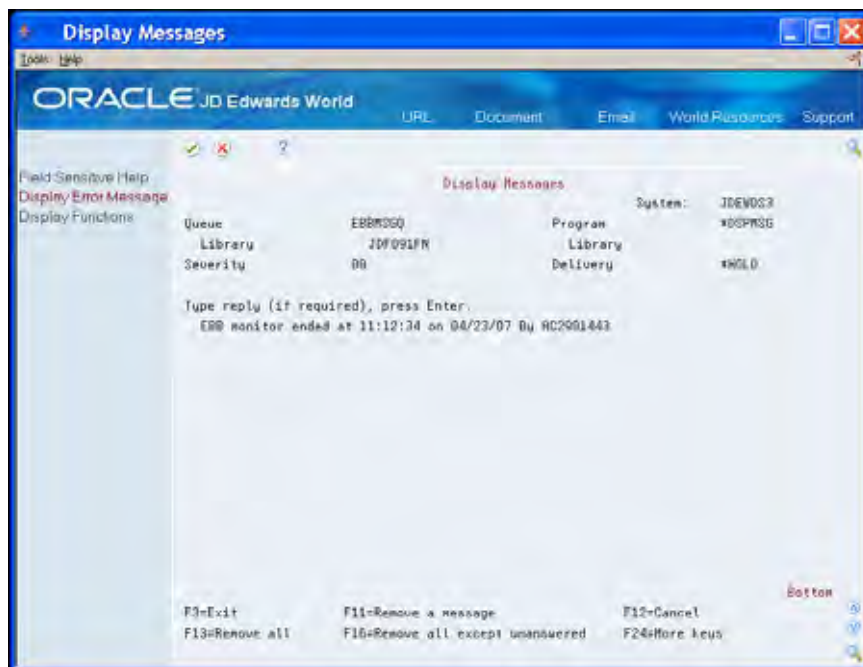 Display Messages
Tools Help
ORACLE JD Edwards World
URL Document Email World Resources Support
?
Field Sensitive Help
Display Error Message
Display Functions
Display Messages
System: JDEWDS3
Queue EBBMSGQ Program *DSPMSG
Library JDF091FN Library
Severity 00 Delivery *HOLD
Type reply (if required), press Enter.
EBB monitor ended at 11:12:34 on 04/23/07 By
Bottom
F3=Exit F11=Remove a message F12=Cancel
F13=Remove all F16=Remove all except unanswered F24=More keys